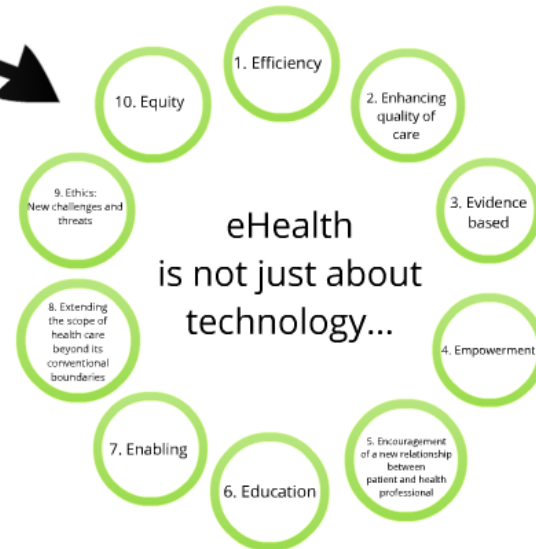 eHealth
is not just about
technology...
1. Efficiency
2. Enhancing
quality of
care
3. Evidence
based
4. Empowerment
5. Encouragement
of a new relationship
between
patient and health
professional
6. Education
7. Enabling
8. Extending
the scope of
health care
beyond its
conventional
boundaries
9. Ethics:
New challenges and
threats
10. Equity